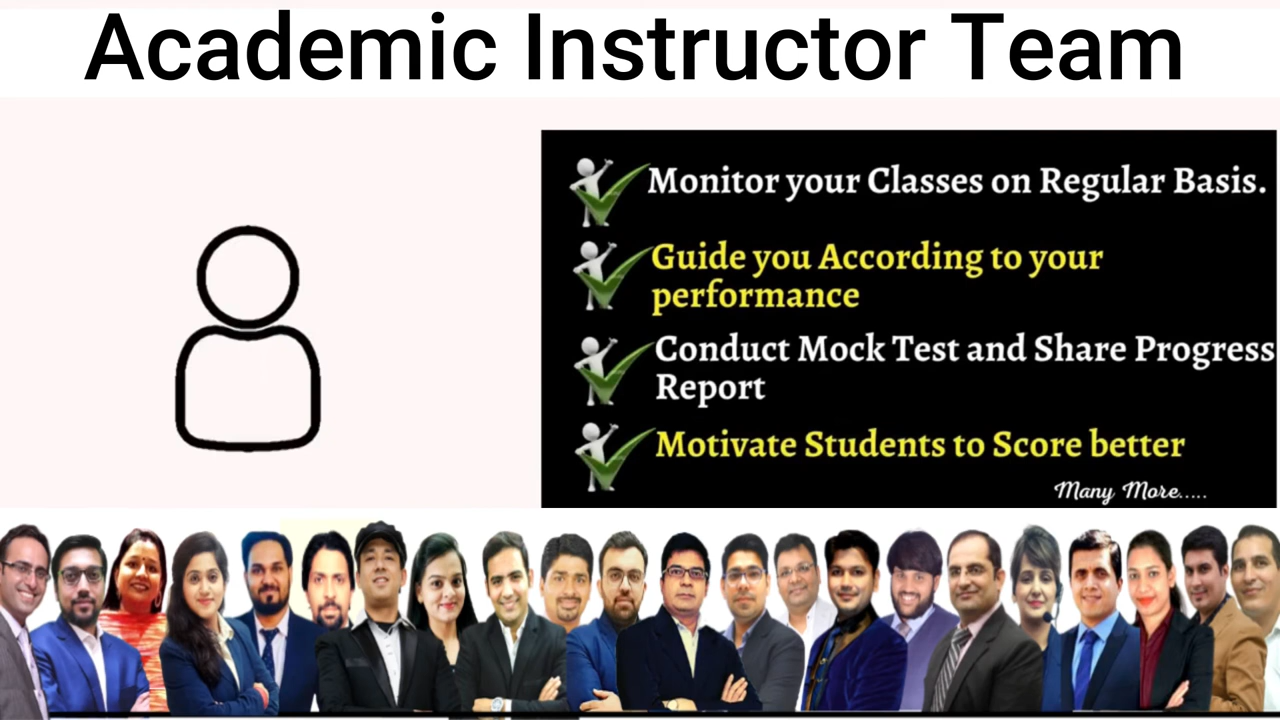 Academic Instructor Team
Monitor your Classes on Regular Basis.
Guide you According to your
performance
Conduct Mock Test and Share Progress
Report
Motivate Students to Score better
Many More.....